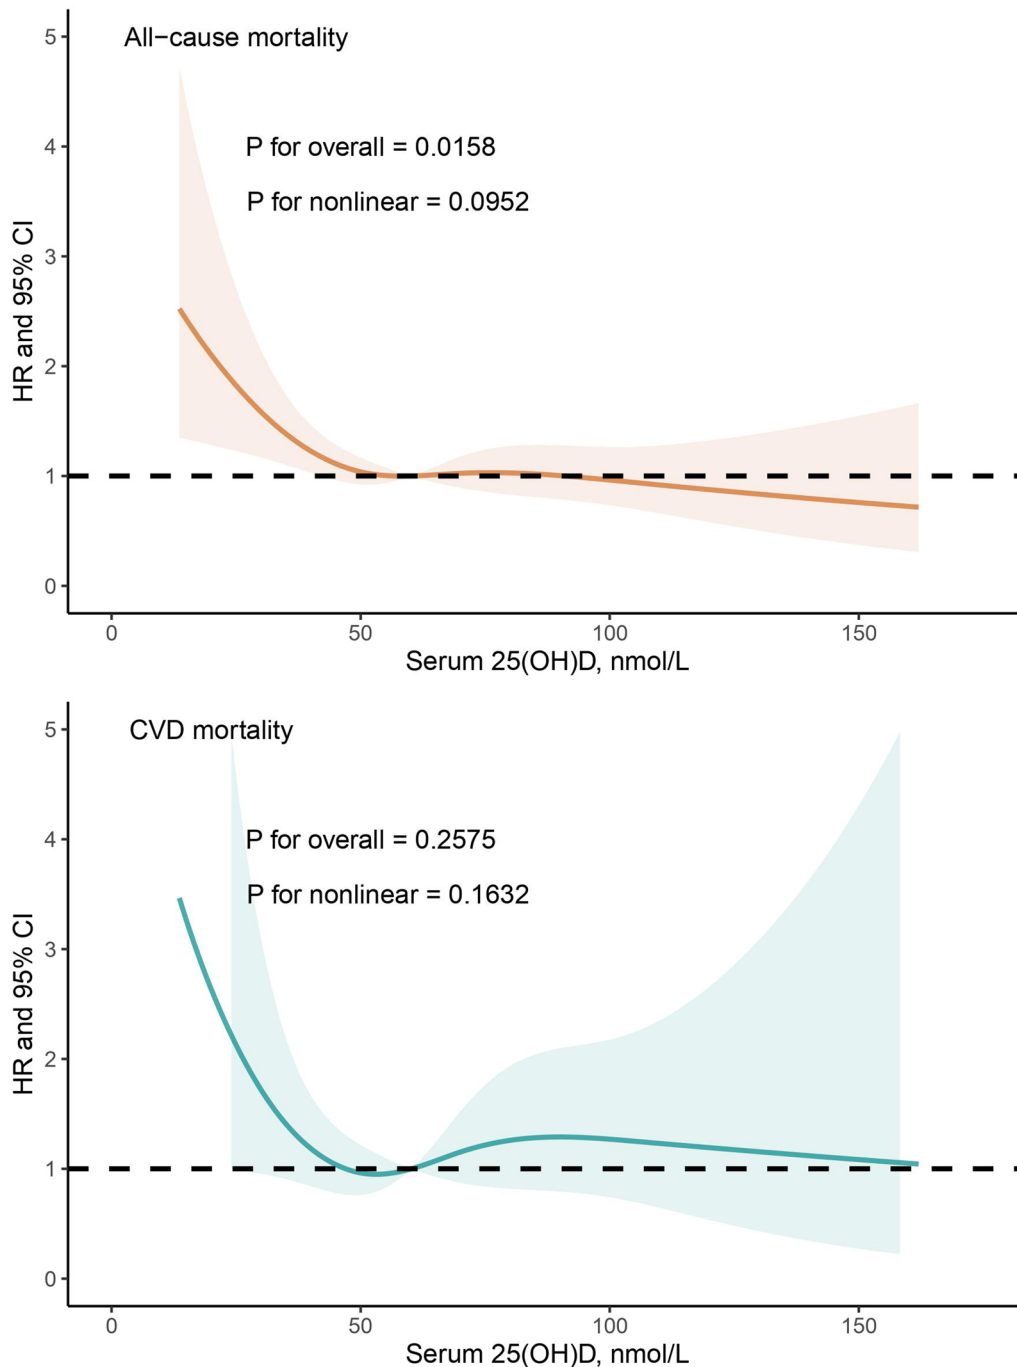 All−cause mortality
P for overall = 0.0158
P for nonlinear = 0.0952
HR and 95% CI
5
4
3
2
1
0
0 50 100 150
Serum 25(OH)D, nmol/L
CVD mortality
P for overall = 0.2575
P for nonlinear = 0.1632
HR and 95% CI
5
4
3
2
1
0
0 50 100 150
Serum 25(OH)D, nmol/L